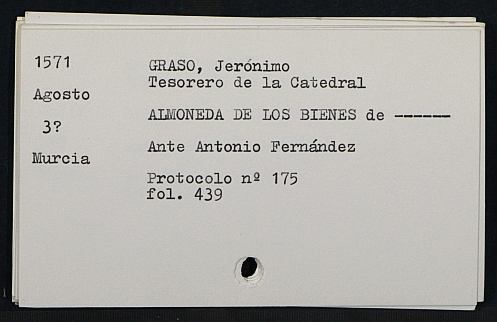 1571
GRASO, Jerónimo
Tesorero de la Catedral
Agosto
ALMONEDA DE LOS BIENES de ------
3?
Ante Antonio Fernández
Murcia
Protocolo nº 175
fol. 439